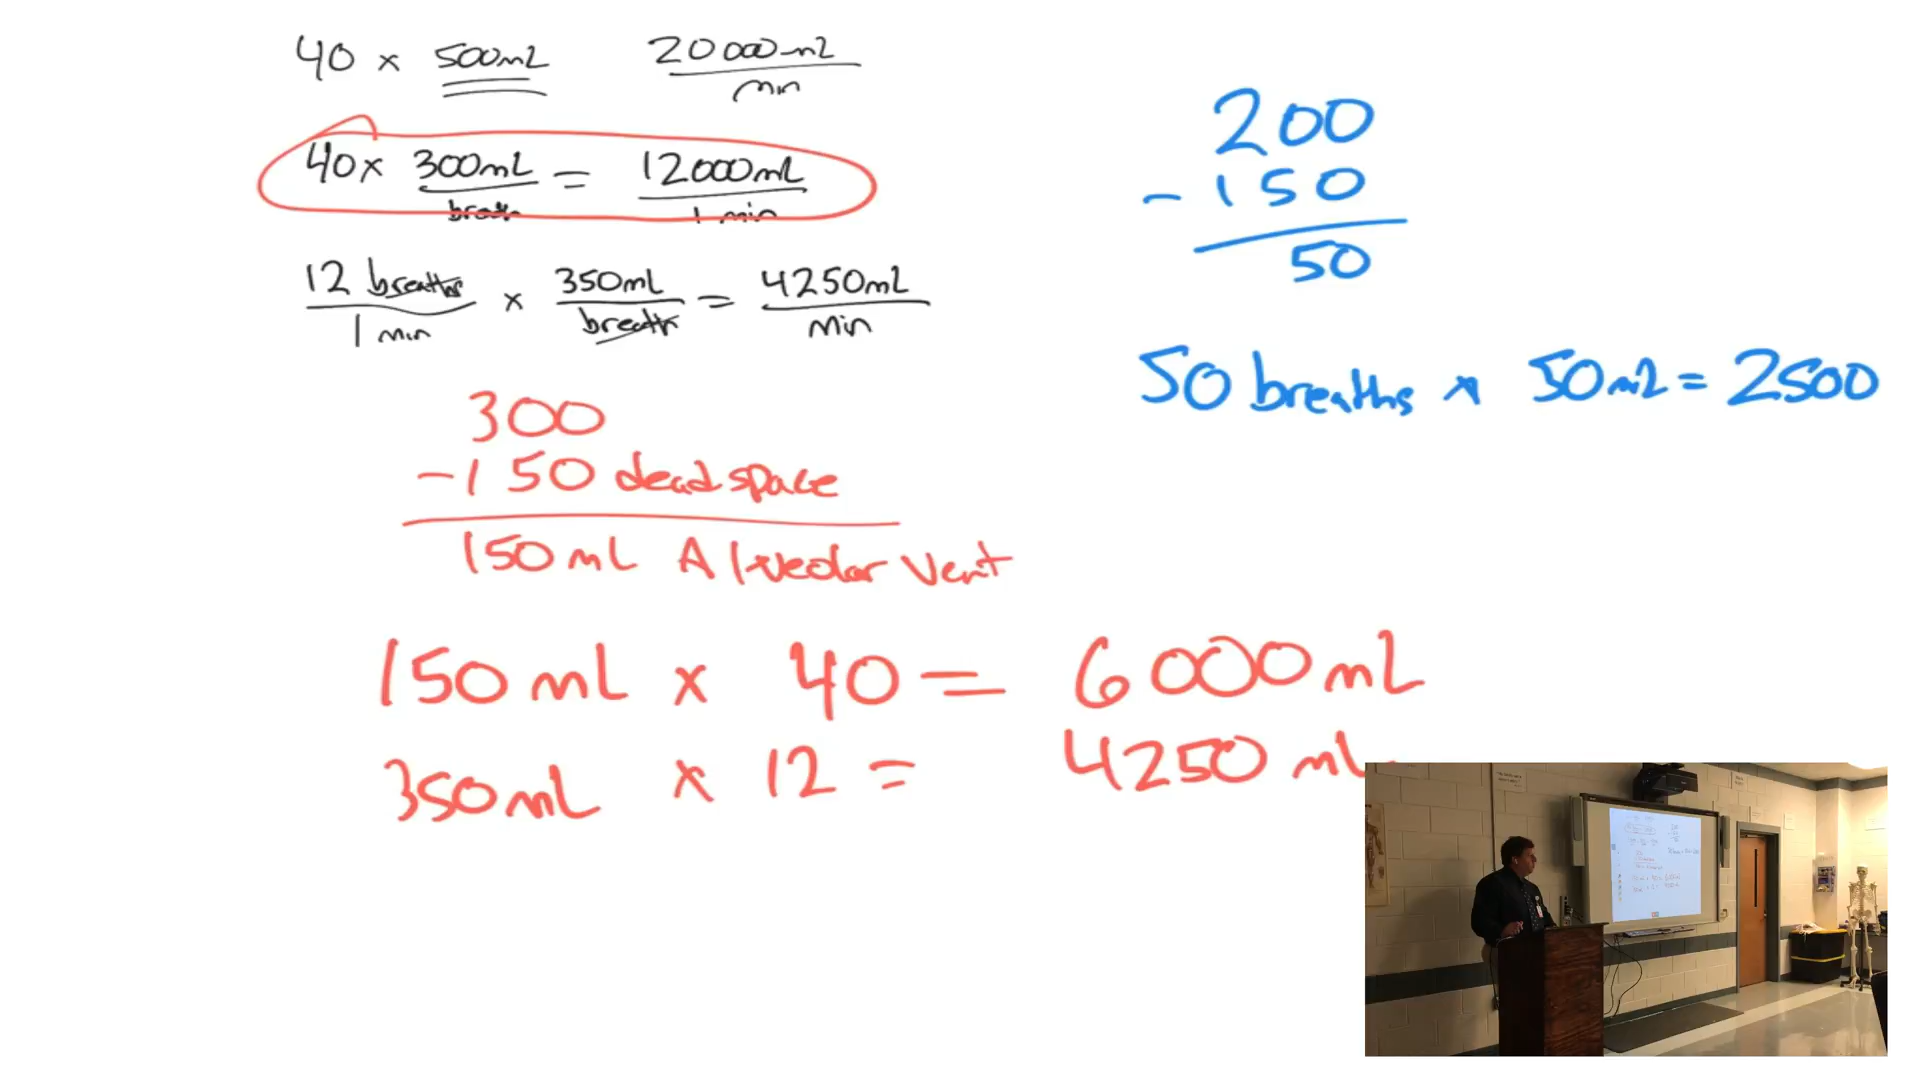 40 x 500mL 20000mL
min
40x 300mL = 12000mL
breath 1 min
12 breaths x 350mL = 4250mL
1 min breath min
300
-150 dead space
150 mL Alveolar Vent
150 mL x 40 = 6000mL
350mL x 12 = 4250 mL
200
-150
50
50 breaths x 50mL = 2500